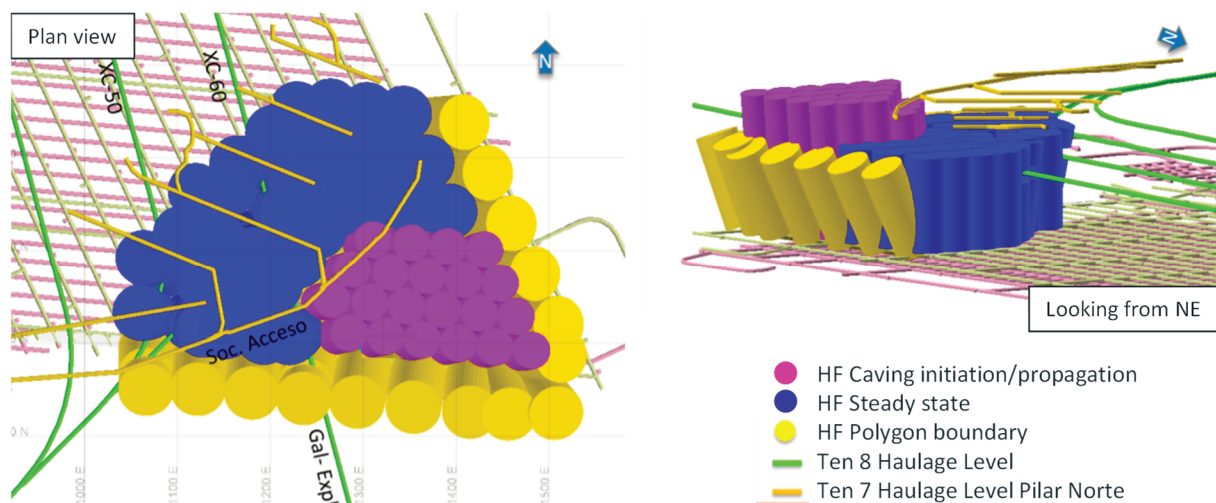 Plan view
XC-50
XC-60
N
Soc. Acceso
Gal- Expl
1000 E
1100 E
1200 E
1300 E
1400 E
1500 E
N
Looking from NE
HF Caving initiation/propagation
HF Steady state
HF Polygon boundary
Ten 8 Haulage Level
Ten 7 Haulage Level Pilar Norte